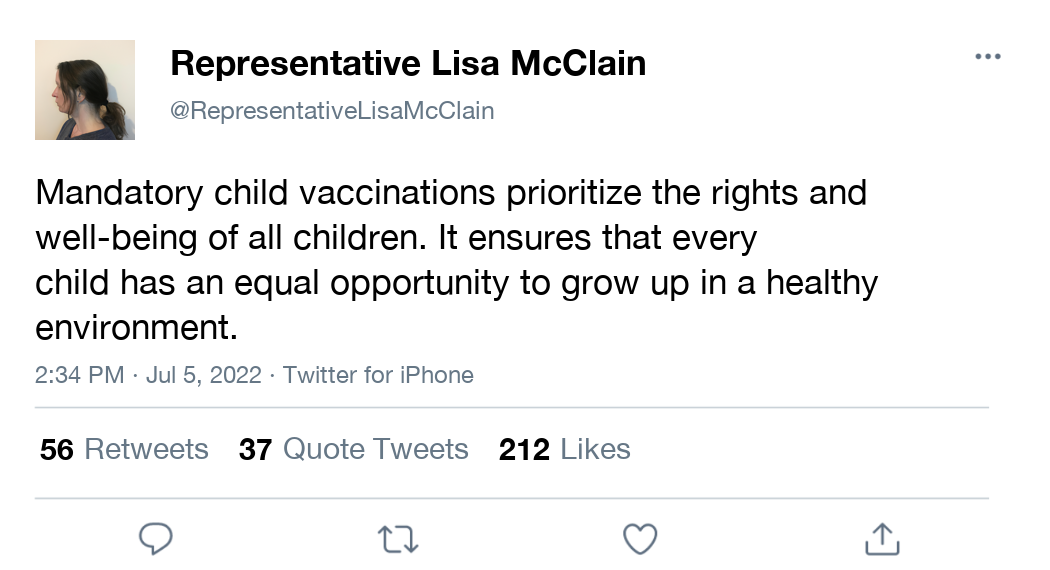 Representative Lisa McClain
@RepresentativeLisaMcClain
Mandatory child vaccinations prioritize the rights and
well-being of all children. It ensures that every
child has an equal opportunity to grow up in a healthy
environment.
2:34 PM · Jul 5, 2022 · Twitter for iPhone
56 Retweets 37 Quote Tweets 212 Likes